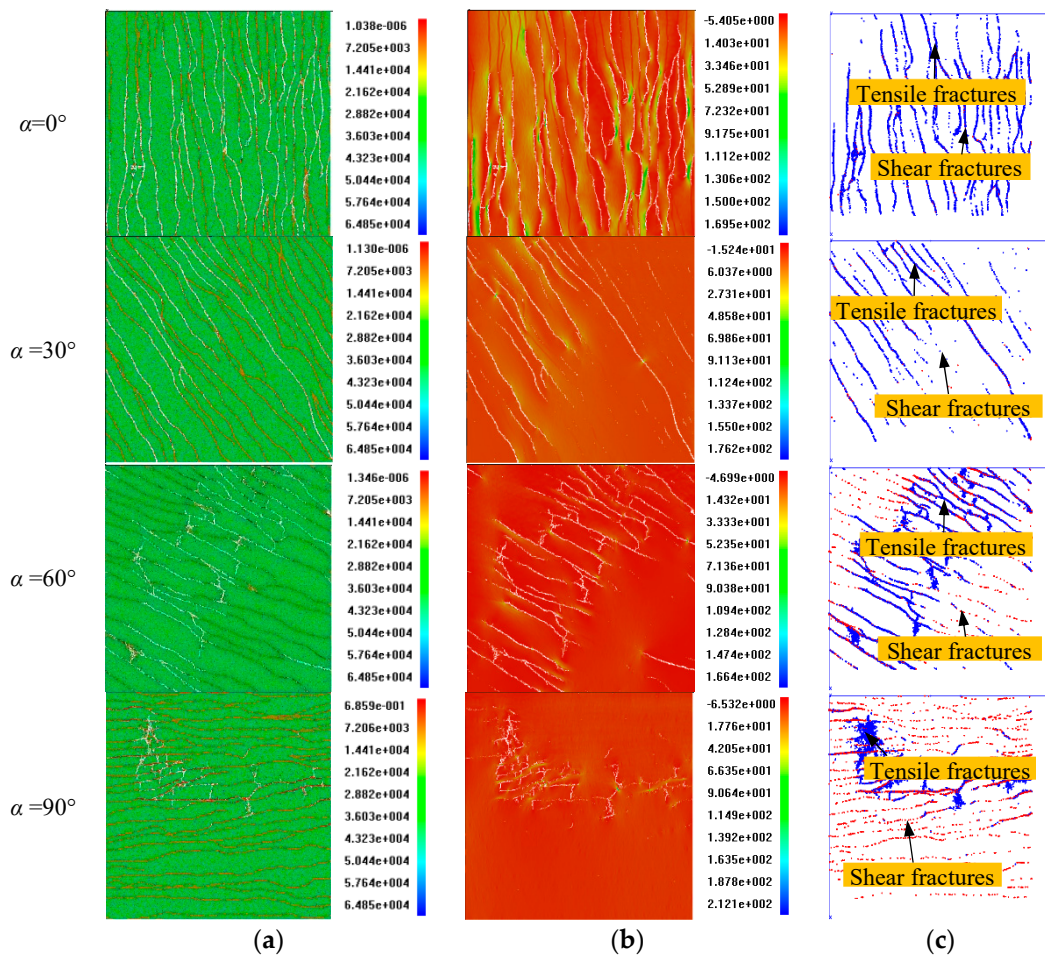 1.038e-006
7.205e+003
1.441e+004
2.162e+004
2.882e+004
3.603e+004
4.323e+004
5.044e+004
5.764e+004
6.485e+004
-5.405e+000
1.403e+001
3.346e+001
5.289e+001
7.232e+001
9.175e+001
1.112e+002
1.306e+002
1.500e+002
1.695e+002
Tensile fractures
Shear fractures
α=0°
1.130e-006
7.205e+003
1.441e+004
2.162e+004
2.882e+004
3.603e+004
4.323e+004
5.044e+004
5.764e+004
6.485e+004
-1.524e+001
6.037e+000
2.731e+001
4.858e+001
6.986e+001
9.113e+001
1.124e+002
1.337e+002
1.550e+002
1.762e+002
Tensile fractures
Shear fractures
α =30°
1.346e-006
7.205e+003
1.441e+004
2.162e+004
2.882e+004
3.603e+004
4.323e+004
5.044e+004
5.764e+004
6.485e+004
-4.699e+000
1.432e+001
3.333e+001
5.235e+001
7.136e+001
9.038e+001
1.094e+002
1.284e+002
1.474e+002
1.664e+002
Tensile fractures
Shear fractures
α =60°
6.859e-001
7.206e+003
1.441e+004
2.162e+004
2.882e+004
3.603e+004
4.323e+004
5.044e+004
5.764e+004
6.485e+004
-6.532e+000
1.776e+001
4.205e+001
6.635e+001
9.064e+001
1.149e+002
1.392e+002
1.635e+002
1.878e+002
2.121e+002
Tensile fractures
Shear fractures
α =90°
(a)
(b)
(c)